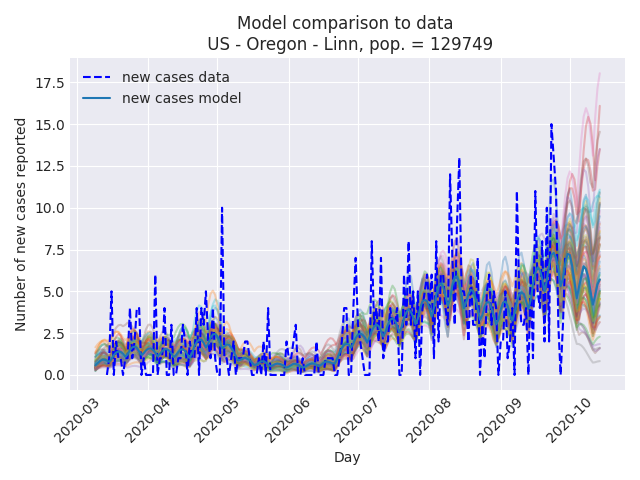 Model comparison to data
US - Oregon - Linn, pop. = 129749
new cases data
new cases model
Number of new cases reported
17.5
15.0
12.5
10.0
7.5
5.0
2.5
0.0
2020-03
2020-04
2020-05
2020-06
2020-07
2020-08
2020-09
2020-10
Day